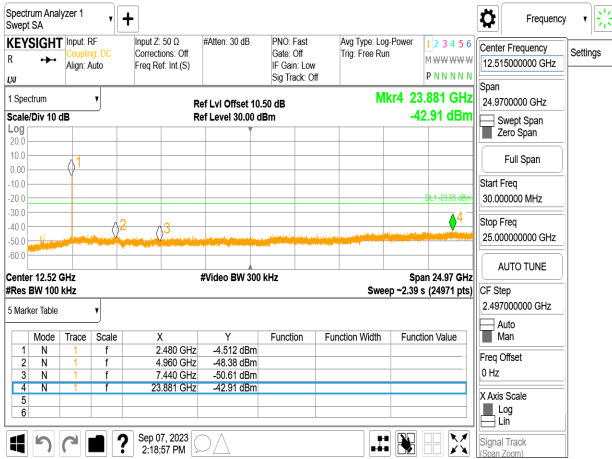 Spectrum Analyzer 1
Swept SA
Frequency
Settings
KEYSIGHT
R
Input: RF
Coupling: DC
Align: Auto
Input Z: 50 Ω
Corrections: Off
Freq Ref: Int (S)
#Atten: 30 dB
PNO: Fast
Gate: Off
IF Gain: Low
Sig Track: Off
Avg Type: Log-Power
Trig: Free Run
1 2 3 4 5 6
M W W W W W
P N N N N N
1 Spectrum
Scale/Div 10 dB
Ref Lvl Offset 10.50 dB
Ref Level 30.00 dBm
Mkr4 23.881 GHz
-42.91 dBm
Log
20.0
10.0
0.00
-10.0
-20.0
-30.0
-40.0
-50.0
-60.0
1
2
3
4
Center 12.52 GHz
#Res BW 100 kHz
#Video BW 300 kHz
Span 24.97 GHz
Sweep ~2.39 s (24971 pts)
5 Marker Table
Mode Trace Scale X Y Function Function Width Function Value
1 N 1 f 2.480 GHz -4.512 dBm
2 N 1 f 4.960 GHz -48.38 dBm
3 N 1 f 7.440 GHz -50.61 dBm
4 N 1 f 23.881 GHz -42.91 dBm
5
6
Sep 07, 2023
2:18:57 PM
Center Frequency
12.515000000 GHz
Span
24.9700000 GHz
Swept Span
Zero Span
Full Span
Start Freq
30.000000 MHz
Stop Freq
25.000000000 GHz
AUTO TUNE
CF Step
2.497000000 GHz
Auto
Man
Freq Offset
0 Hz
X Axis Scale
Log
Lin
Signal Track
(Span Zoom)